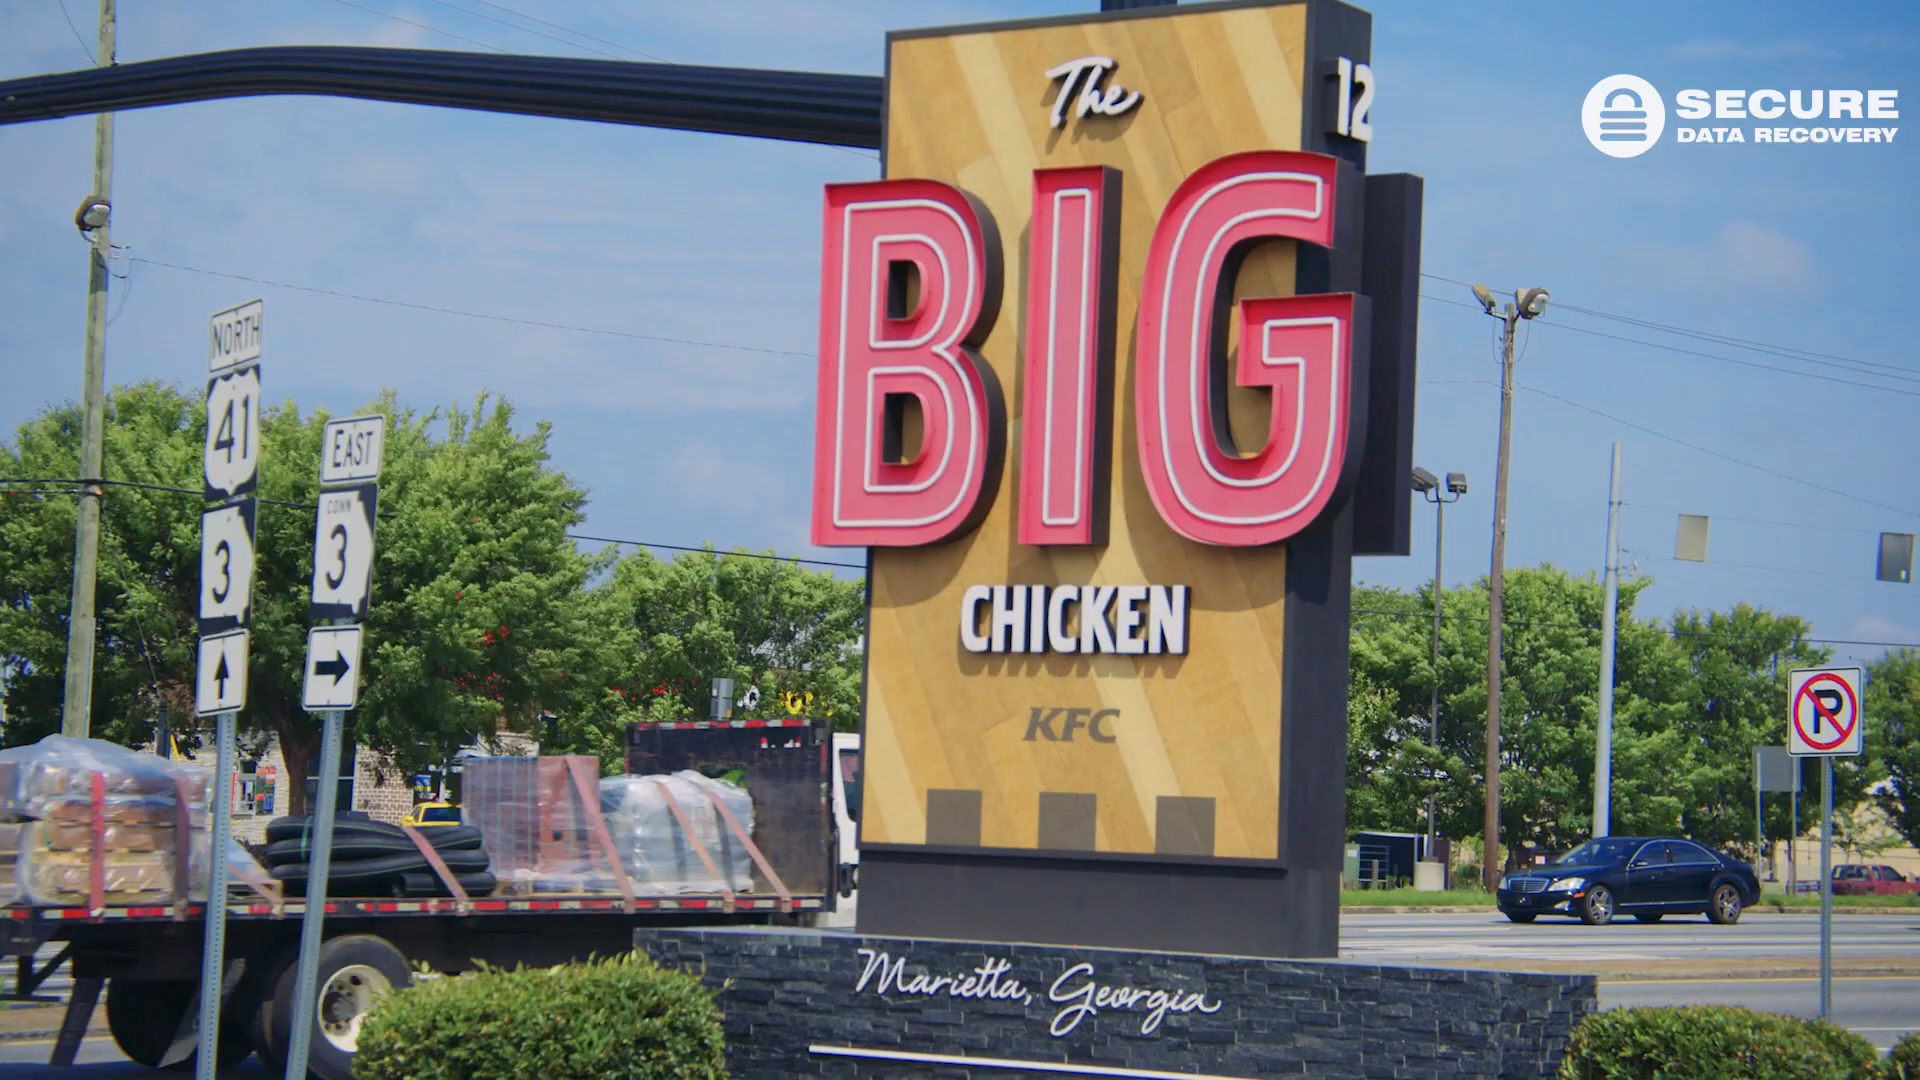 The
12
BIG
CHICKEN
KFC
Marietta, Georgia
NORTH
41
3
EAST
CONN
3
P
SECURE
DATA RECOVERY